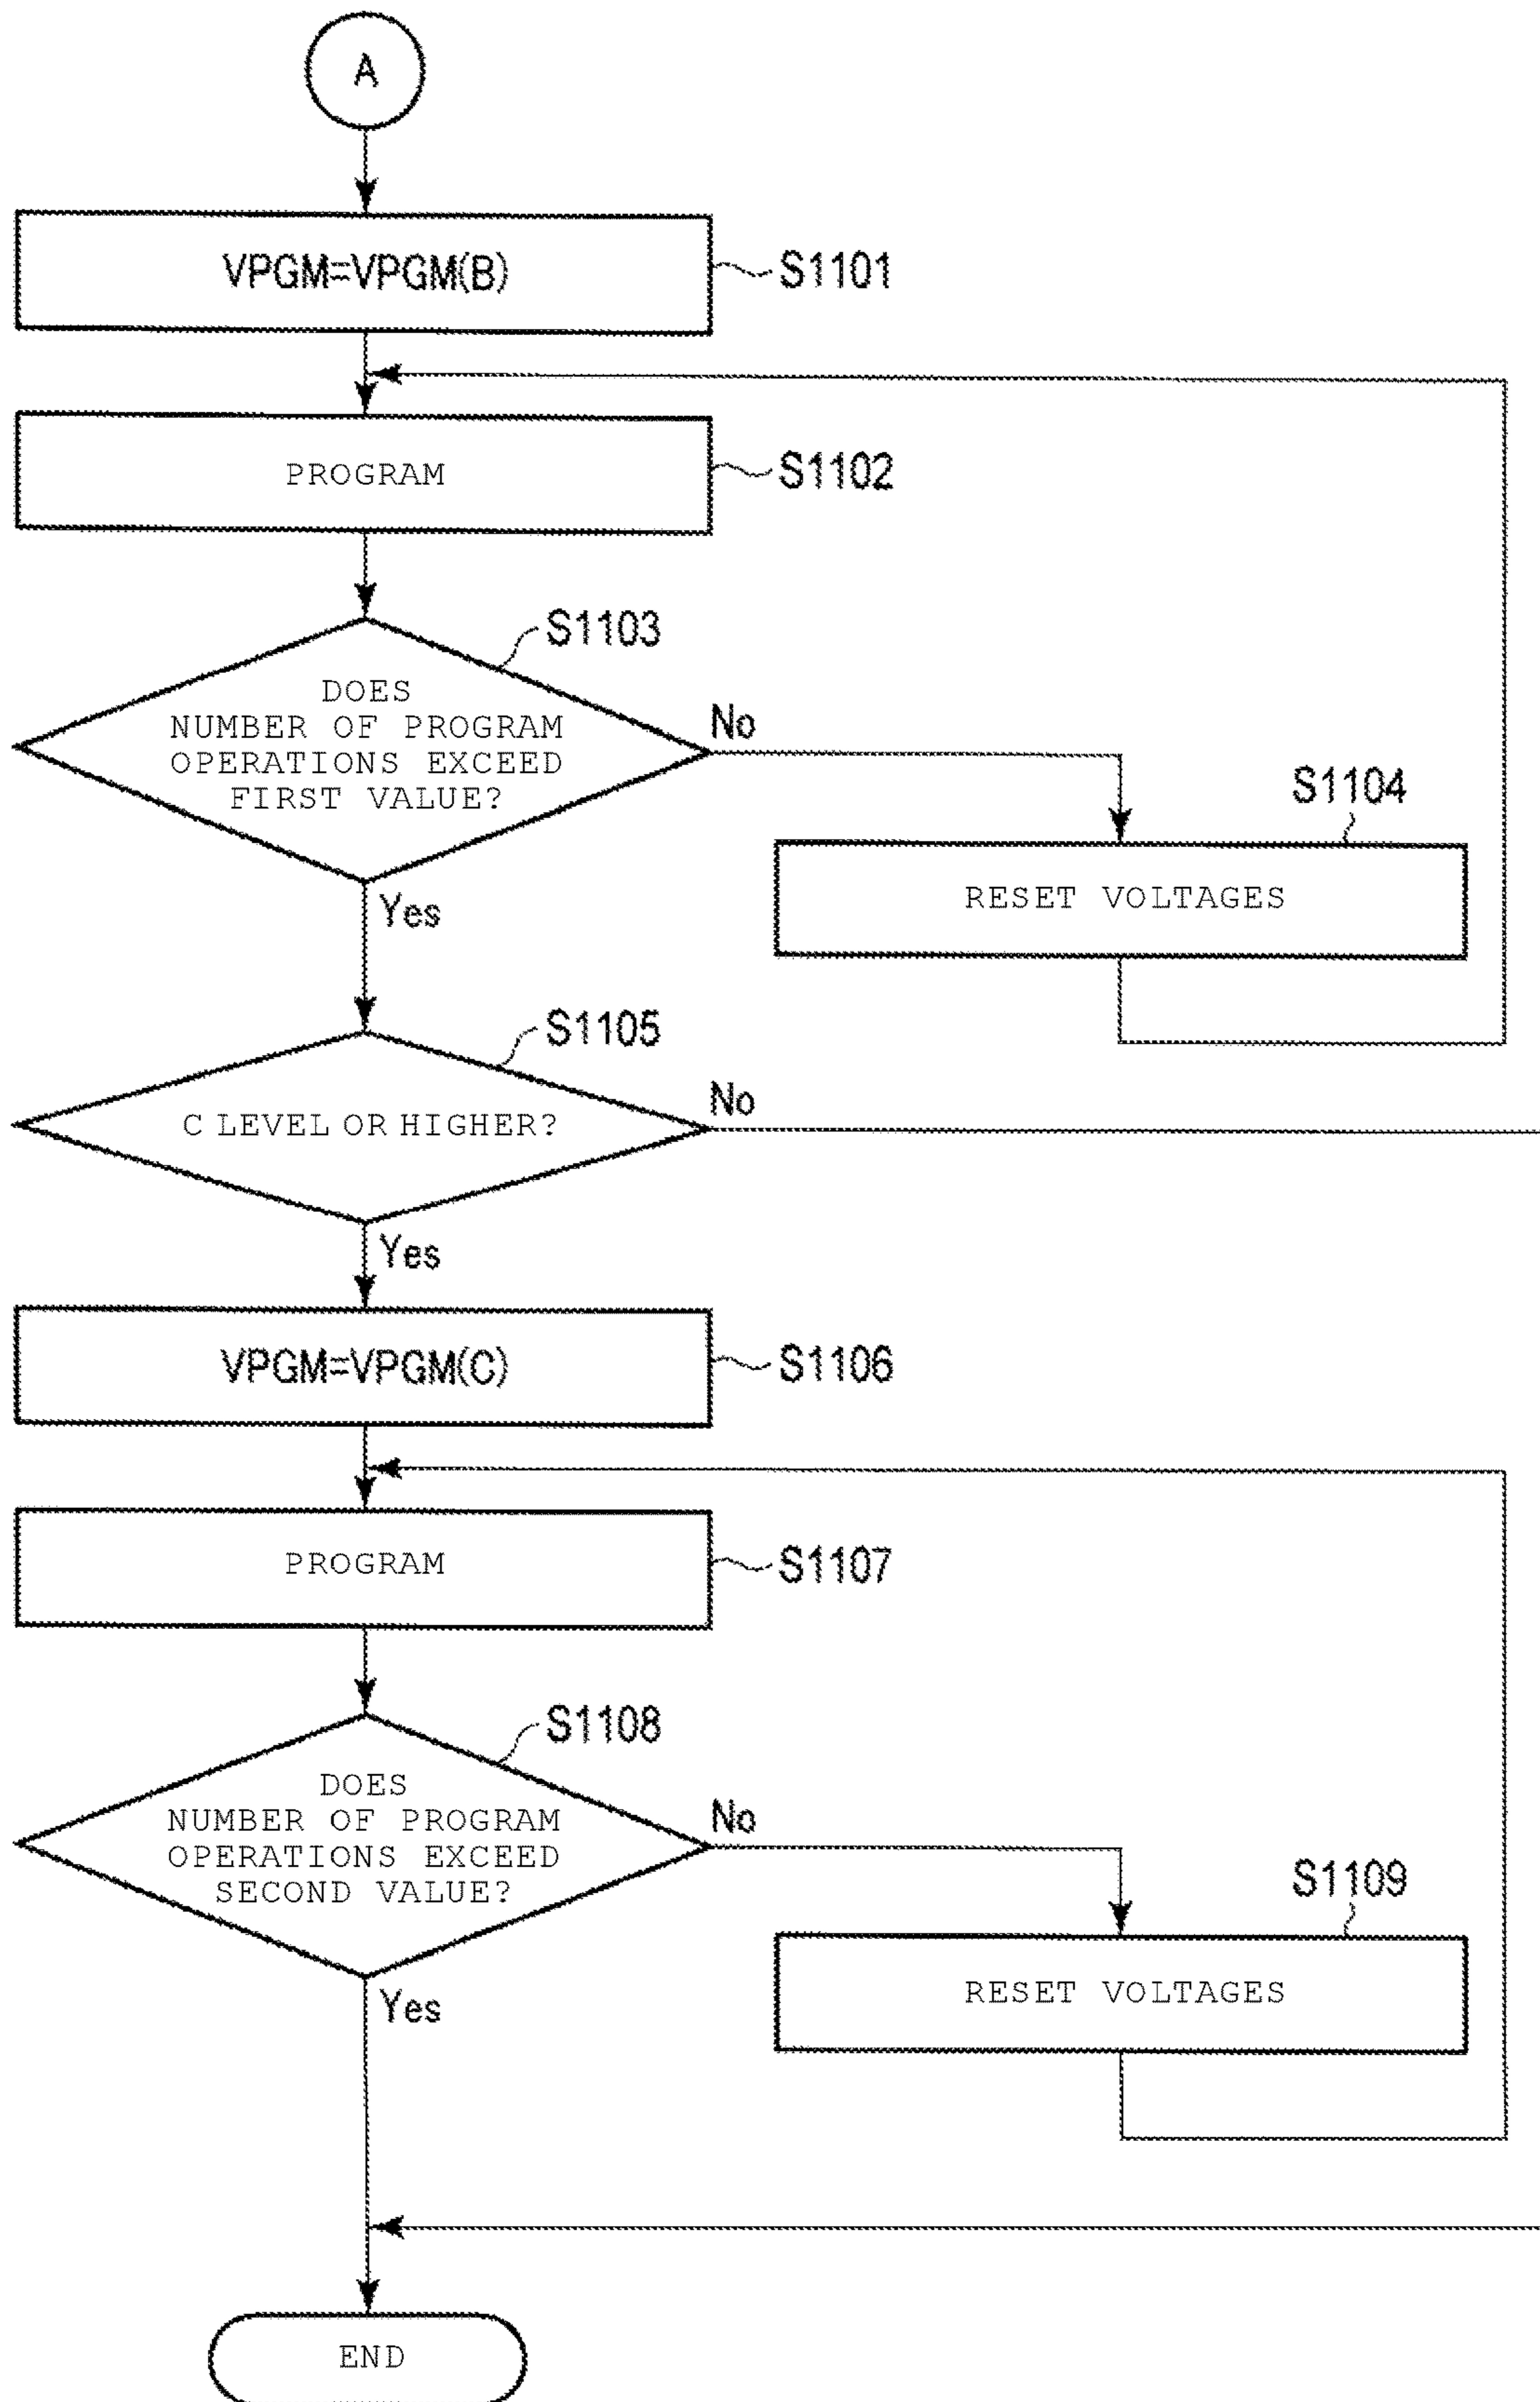 A
VPGM=VPGM(B)
S1101
PROGRAM
S1102
S1103
DOES
NUMBER OF PROGRAM
OPERATIONS EXCEED
FIRST VALUE?
No
S1104
RESET VOLTAGES
Yes
S1105
C LEVEL OR HIGHER?
No
Yes
VPGM=VPGM(C)
S1106
PROGRAM
S1107
S1108
DOES
NUMBER OF PROGRAM
OPERATIONS EXCEED
SECOND VALUE?
No
S1109
RESET VOLTAGES
Yes
END